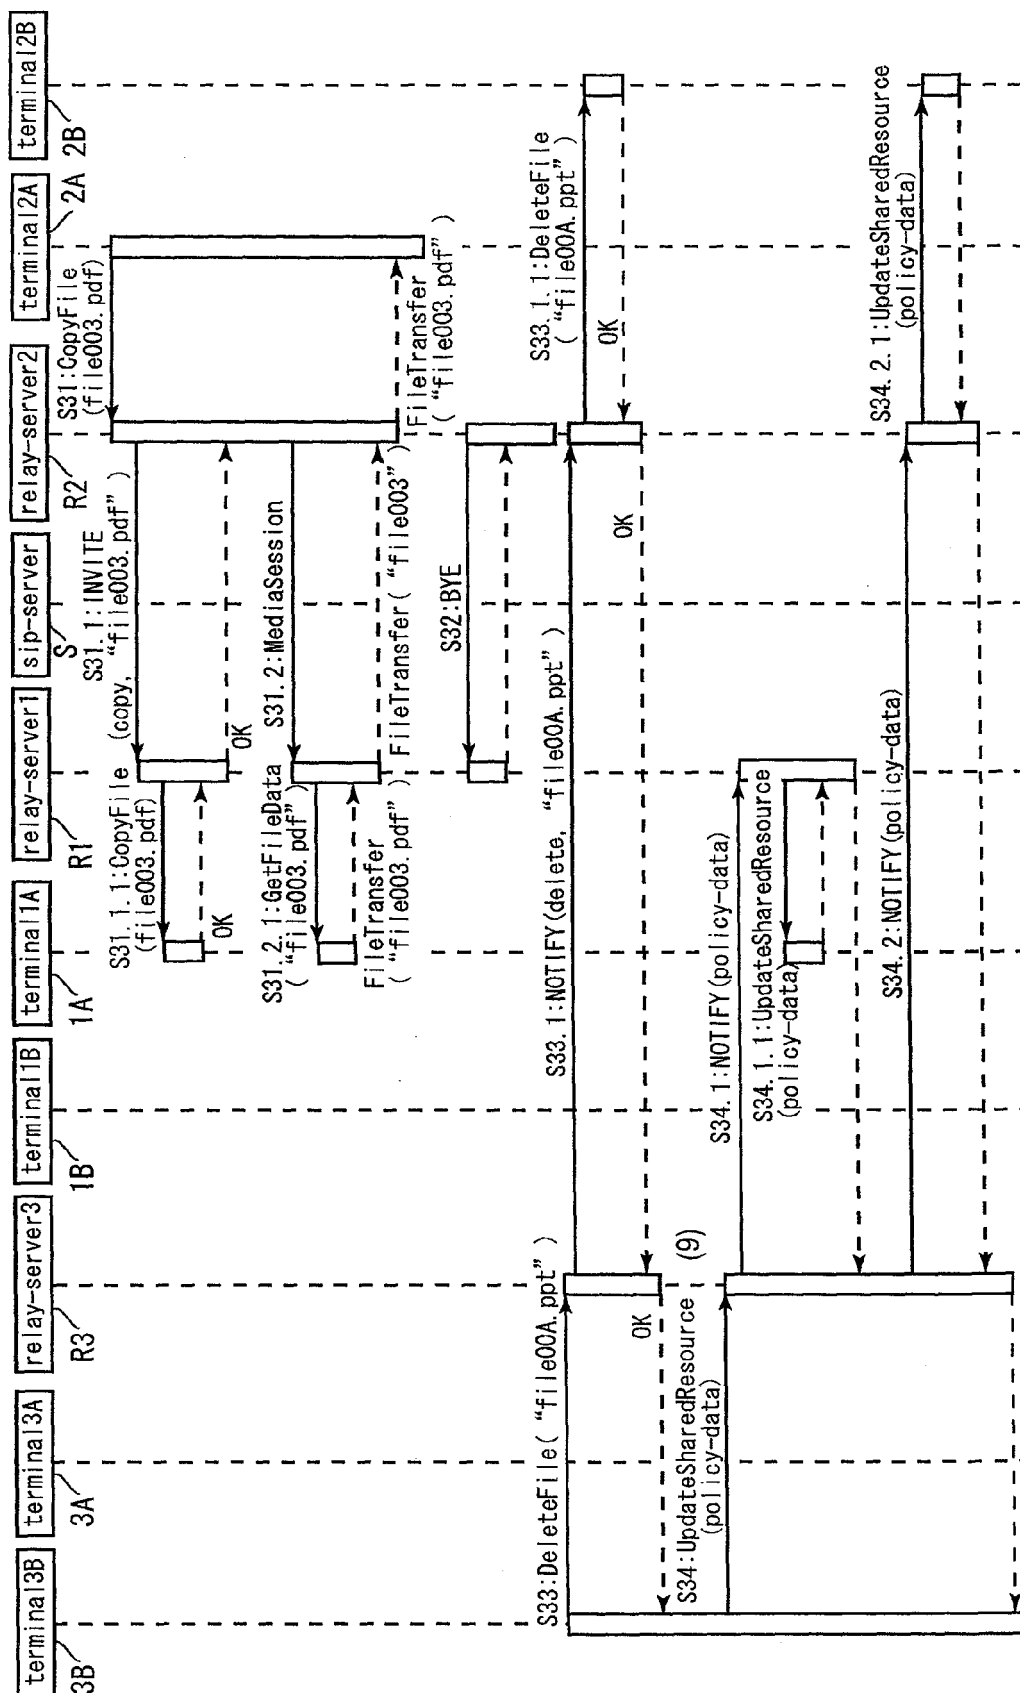 terminal3B
terminal3A
relay-server3
terminal1B
terminal1A
relay-server1
sip-server
relay-server2
terminal2A
terminal2B
3B
3A
R3
1B
1A
R1
S
R2
2A
2B
S31:CopyFile
(file003.pdf)
S31.1:INVITE
(copy, “file003.pdf”)
S31.1.1:CopyFile
(file003.pdf)
OK
OK
S31.2:MediaSession
S31.2.1:GetFileData
(“file003.pdf”)
FileTransfer
(“file003.pdf”)
FileTransfer(“file003”)
FileTransfer
(“file003.pdf”)
S32:BYE
S33:DeleteFile(“file00A.ppt”)
S33.1:NOTIFY(delete, “file00A.ppt”)
S33.1.1:DeleteFile
(“file00A.ppt”)
OK
OK
OK
(9)
S34:UpdateSharedResource
(policy-data)
S34.1:NOTIFY(policy-data)
S34.1.1:UpdateSharedResource
(policy-data)
S34.2:NOTIFY(policy-data)
S34.2.1:UpdateSharedResource
(policy-data)